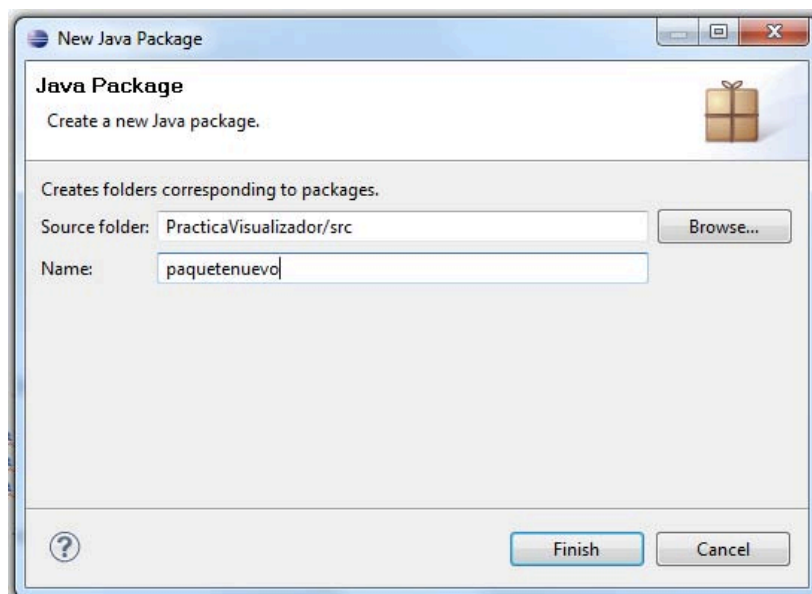 New Java Package
Java Package
Create a new Java package.
Creates folders corresponding to packages.
Source folder: PracticaVisualizador/src Browse...
Name: paquetenuevo
? Finish Cancel